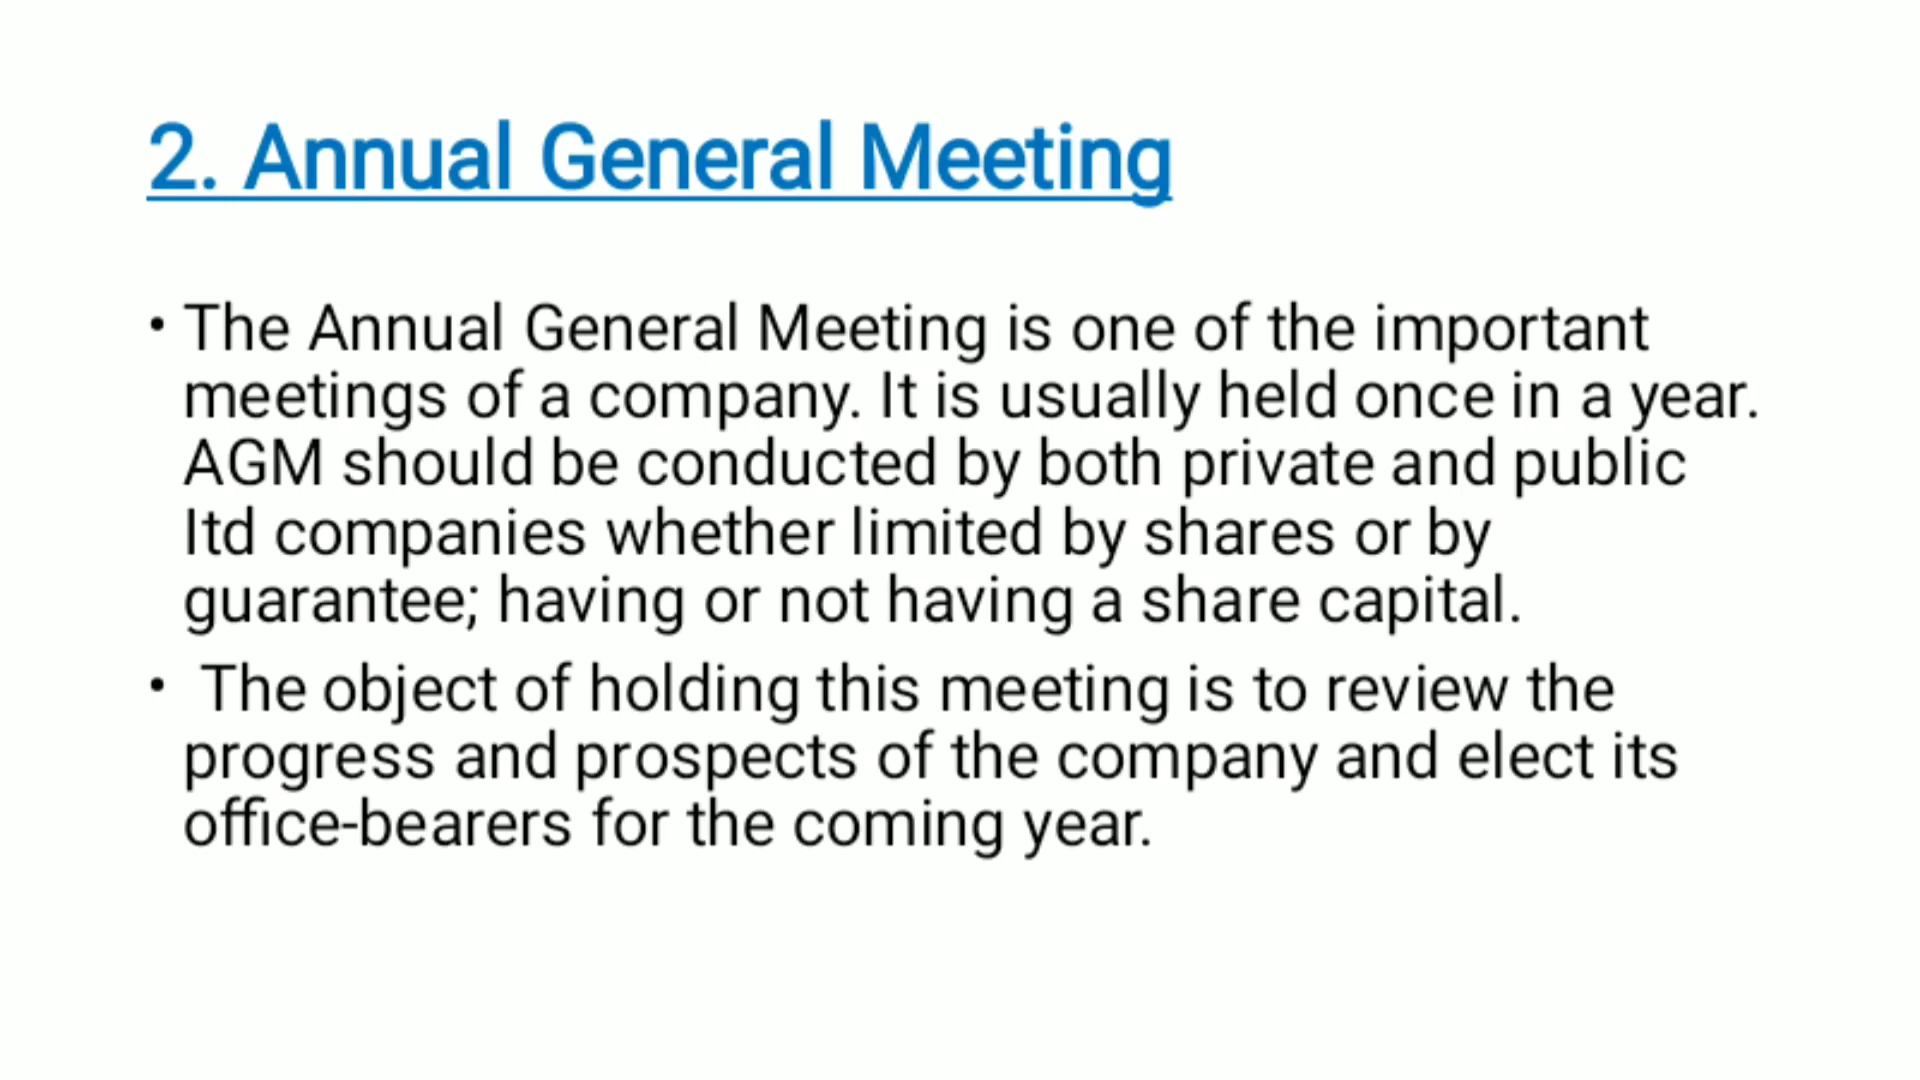 2. Annual General Meeting
• The Annual General Meeting is one of the important
meetings of a company. It is usually held once in a year.
AGM should be conducted by both private and public
ltd companies whether limited by shares or by
guarantee; having or not having a share capital.
• The object of holding this meeting is to review the
progress and prospects of the company and elect its
office-bearers for the coming year.